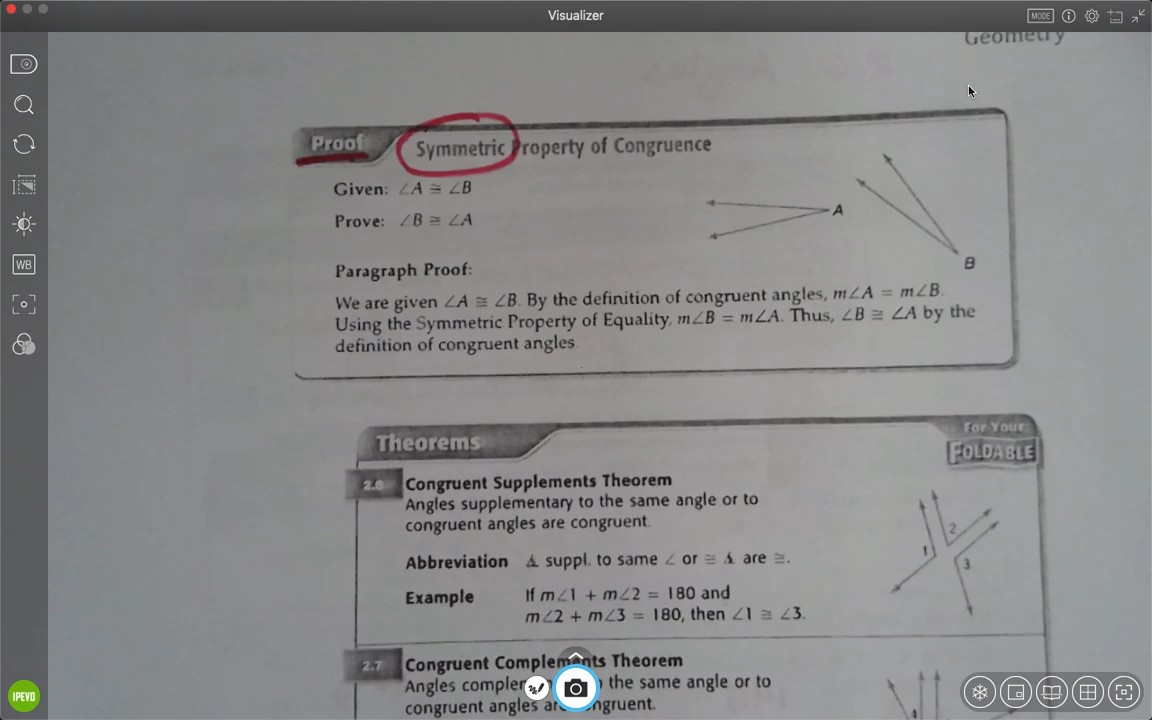 Visualizer
MODE
Geometry
Proof
Symmetric Property of Congruence
Given: ∠A ≅ ∠B
Prove: ∠B ≅ ∠A
A
B
Paragraph Proof:
We are given ∠A ≅ ∠B. By the definition of congruent angles, m∠A = m∠B.
Using the Symmetric Property of Equality, m∠B = m∠A. Thus, ∠B ≅ ∠A by the
definition of congruent angles.
Theorems
For Your
FOLDABLE
2.6 Congruent Supplements Theorem
Angles supplementary to the same angle or to
congruent angles are congruent.
Abbreviation ∡ suppl. to same ∠ or ≅ ∡ are ≅.
Example If m∠1 + m∠2 = 180 and
m∠2 + m∠3 = 180, then ∠1 ≅ ∠3.
1
2
3
2.7 Congruent Complements Theorem
Angles the same angle or to
congruent angles congruent.
4
WB
IPEVO